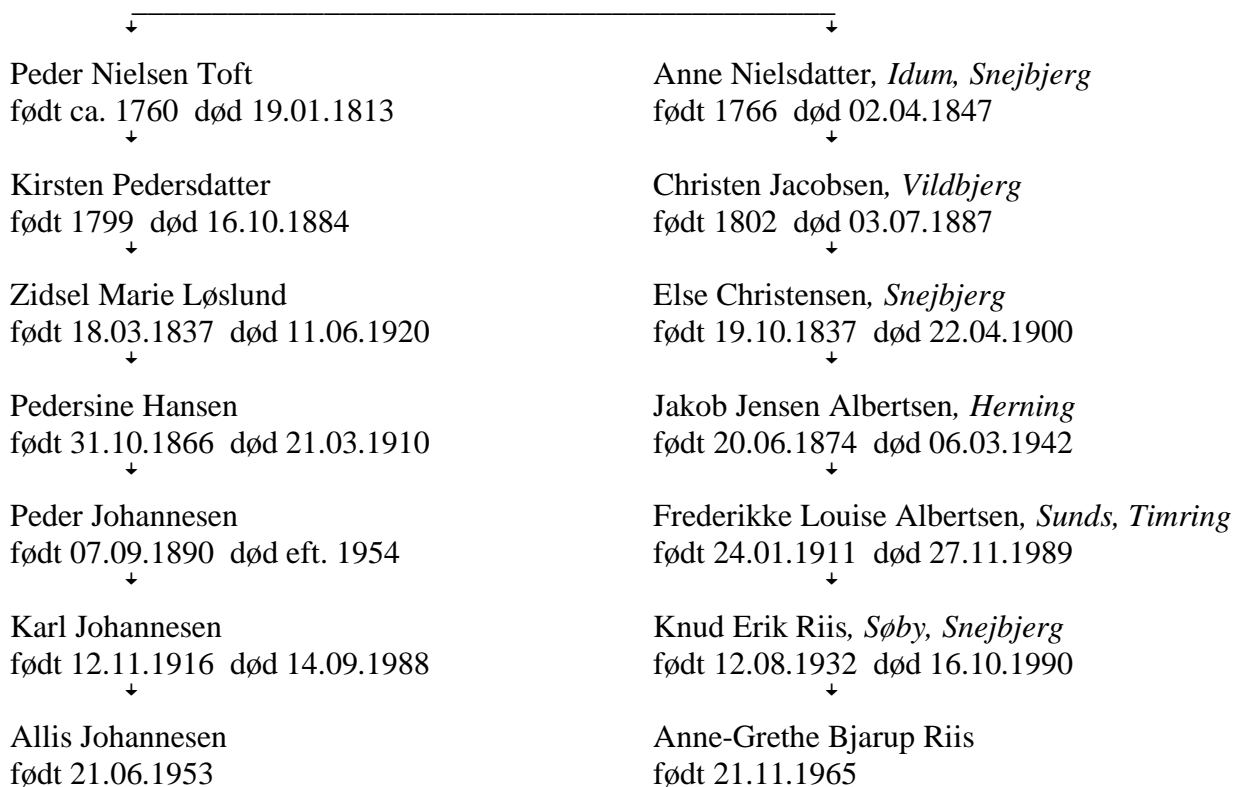 Peder Nielsen Toft
født ca. 1760 død 19.01.1813
Anne Nielsdatter, Idum, Snejbjerg
født 1766 død 02.04.1847
Kirsten Pedersdatter
født 1799 død 16.10.1884
Christen Jacobsen, Vildbjerg
født 1802 død 03.07.1887
Zidsel Marie Løslund
født 18.03.1837 død 11.06.1920
Else Christensen, Snejbjerg
født 19.10.1837 død 22.04.1900
Pedersine Hansen
født 31.10.1866 død 21.03.1910
Jakob Jensen Albertsen, Herning
født 20.06.1874 død 06.03.1942
Peder Johannesen
født 07.09.1890 død eft. 1954
Frederikke Louise Albertsen, Sunds, Timring
født 24.01.1911 død 27.11.1989
Karl Johannesen
født 12.11.1916 død 14.09.1988
Knud Erik Riis, Søby, Snejbjerg
født 12.08.1932 død 16.10.1990
Allis Johannesen
født 21.06.1953
Anne-Grethe Bjarup Riis
født 21.11.1965